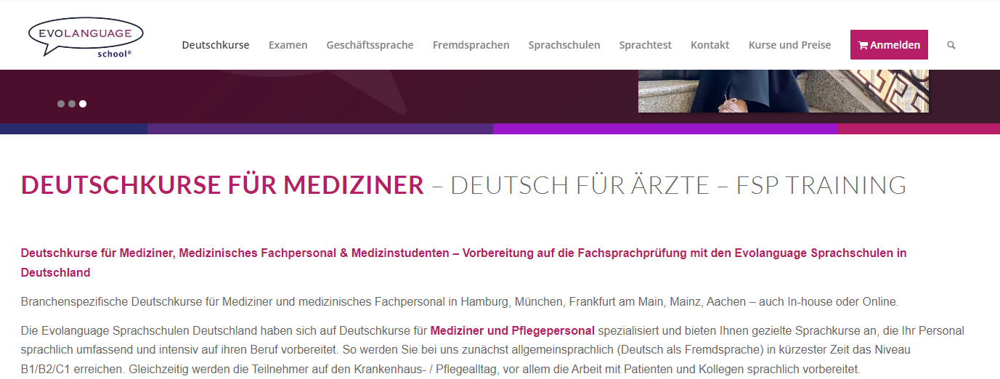 EVOLANGUAGE
school®
Deutschkurse Examen Geschäftssprache Fremdsprachen Sprachschulen Sprachtest Kontakt Kurse und Preise Anmelden
DEUTSCHKURSE FÜR MEDIZINER – DEUTSCH FÜR ÄRZTE – FSP TRAINING
Deutschkurse für Mediziner, Medizinisches Fachpersonal & Medizinstudenten – Vorbereitung auf die Fachsprachprüfung mit den Evolanguage Sprachschulen in
Deutschland
Branchenspezifische Deutschkurse für Mediziner und medizinisches Fachpersonal in Hamburg, München, Frankfurt am Main, Mainz, Aachen – auch In-house oder Online.
Die Evolanguage Sprachschulen Deutschland haben sich auf Deutschkurse für Mediziner und Pflegepersonal spezialisiert und bieten Ihnen gezielte Sprachkurse an, die Ihr Personal
sprachlich umfassend und intensiv auf ihren Beruf vorbereitet. So werden Sie bei uns zunächst allgemeinsprachlich (Deutsch als Fremdsprache) in kürzester Zeit das Niveau
B1/B2/C1 erreichen. Gleichzeitig werden die Teilnehmer auf den Krankenhaus- / Pflegealltag, vor allem die Arbeit mit Patienten und Kollegen sprachlich vorbereitet.